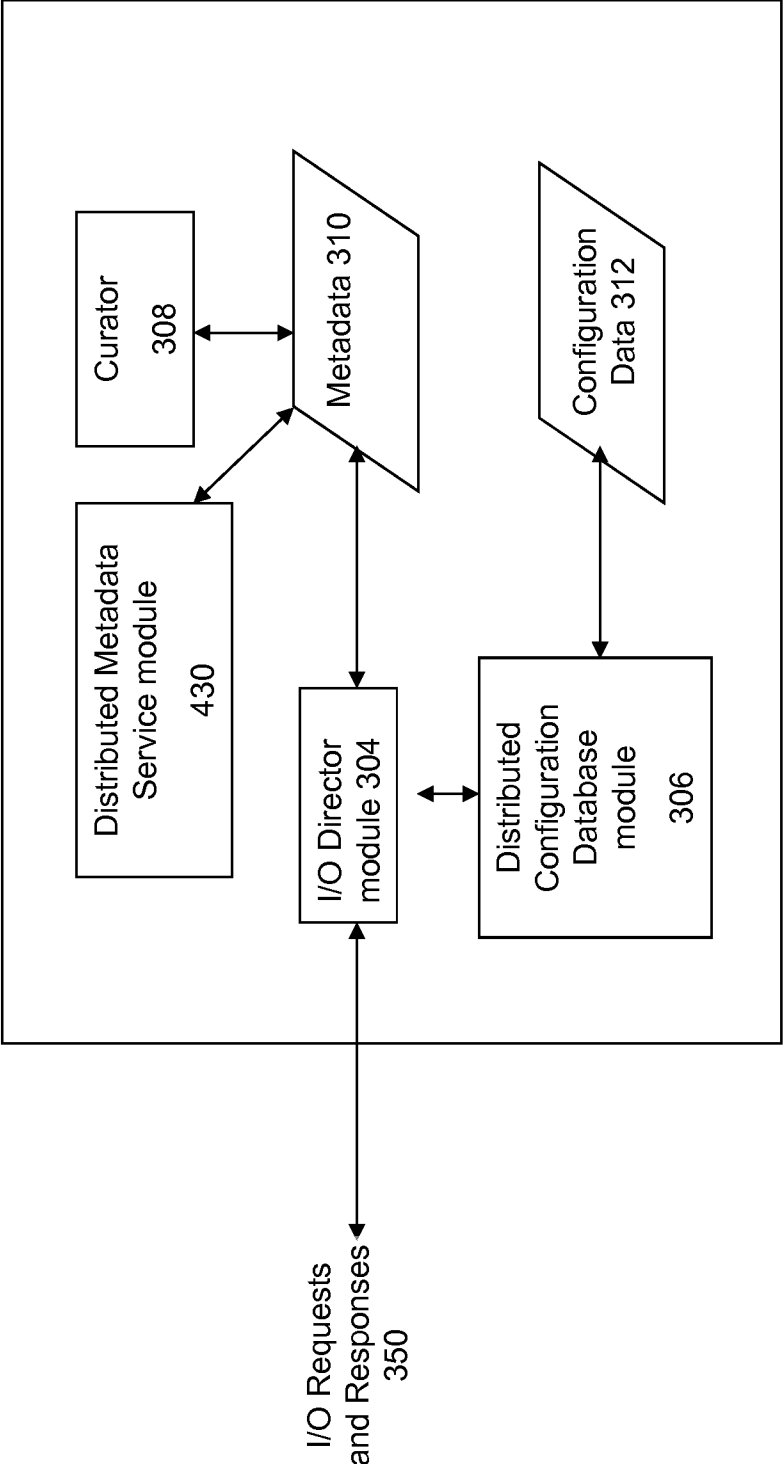 Distributed Metadata
Service module
430
Curator
308
I/O Requests
and Responses
350
I/O Director
module 304
Metadata 310
Distributed
Configuration
Database
module
306
Configuration
Data 312